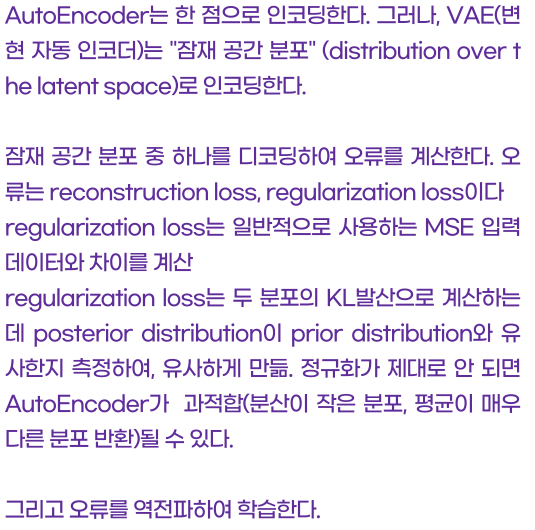 AutoEncoder는 한 점으로 인코딩한다. 그러나, VAE(변
현 자동 인코더)는 "잠재 공간 분포" (distribution over t
he latent space)로 인코딩한다.
잠재 공간 분포 중 하나를 디코딩하여 오류를 계산한다. 오
류는 reconstruction loss, regularization loss이다
regularization loss는 일반적으로 사용하는 MSE 입력
데이터와 차이를 계산
regularization loss는 두 분포의 KL발산으로 계산하는
데 posterior distribution이 prior distribution와 유
사한지 측정하여, 유사하게 만듦. 정규화가 제대로 안 되면
AutoEncoder가  과적합(분산이 작은 분포, 평균이 매우
다른 분포 반환)될 수 있다.
그리고 오류를 역전파하여 학습한다.